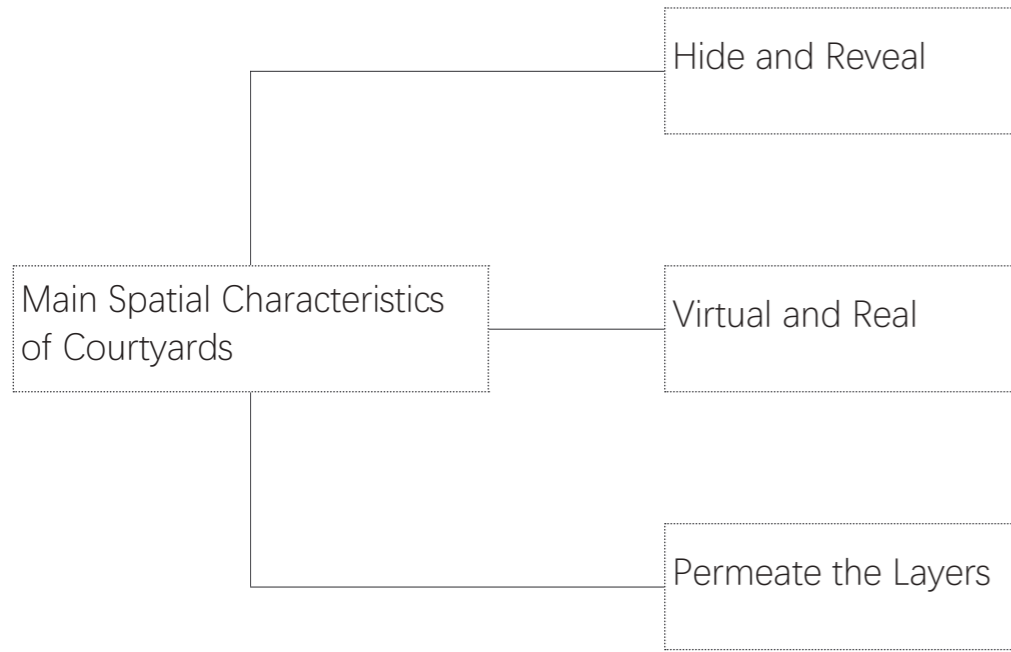 Hide and Reveal
Main Spatial Characteristics
of Courtyards
Virtual and Real
Permeate the Layers